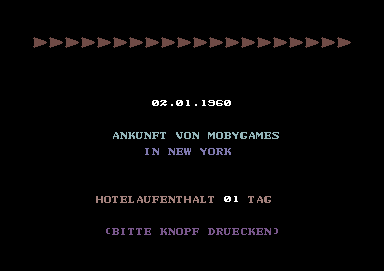 02.01.1960
ANKUNFT VON MOBYGAMES
IN NEW YORK
HOTELAUFENTHALT 01 TAG
(BITTE KNOPF DRUECKEN)